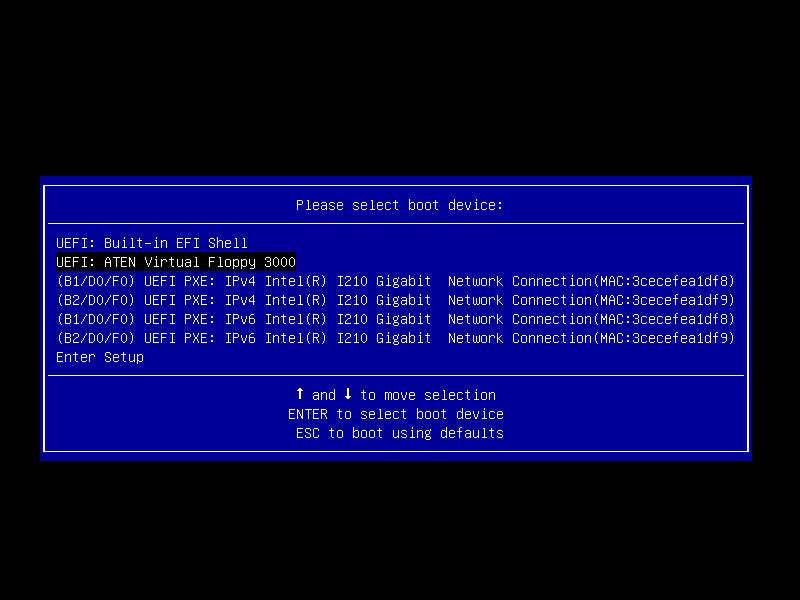 Please select boot device:
UEFI: Built-in EFI Shell
UEFI: ATEN Virtual Floppy 3000
(B1/D0/F0) UEFI PXE: IPv4 Intel(R) I210 Gigabit  Network Connection(MAC:3cecefea1df8)
(B2/D0/F0) UEFI PXE: IPv4 Intel(R) I210 Gigabit  Network Connection(MAC:3cecefea1df9)
(B1/D0/F0) UEFI PXE: IPv6 Intel(R) I210 Gigabit  Network Connection(MAC:3cecefea1df8)
(B2/D0/F0) UEFI PXE: IPv6 Intel(R) I210 Gigabit  Network Connection(MAC:3cecefea1df9)
Enter Setup
↑ and ↓ to move selection
ENTER to select boot device
ESC to boot using defaults